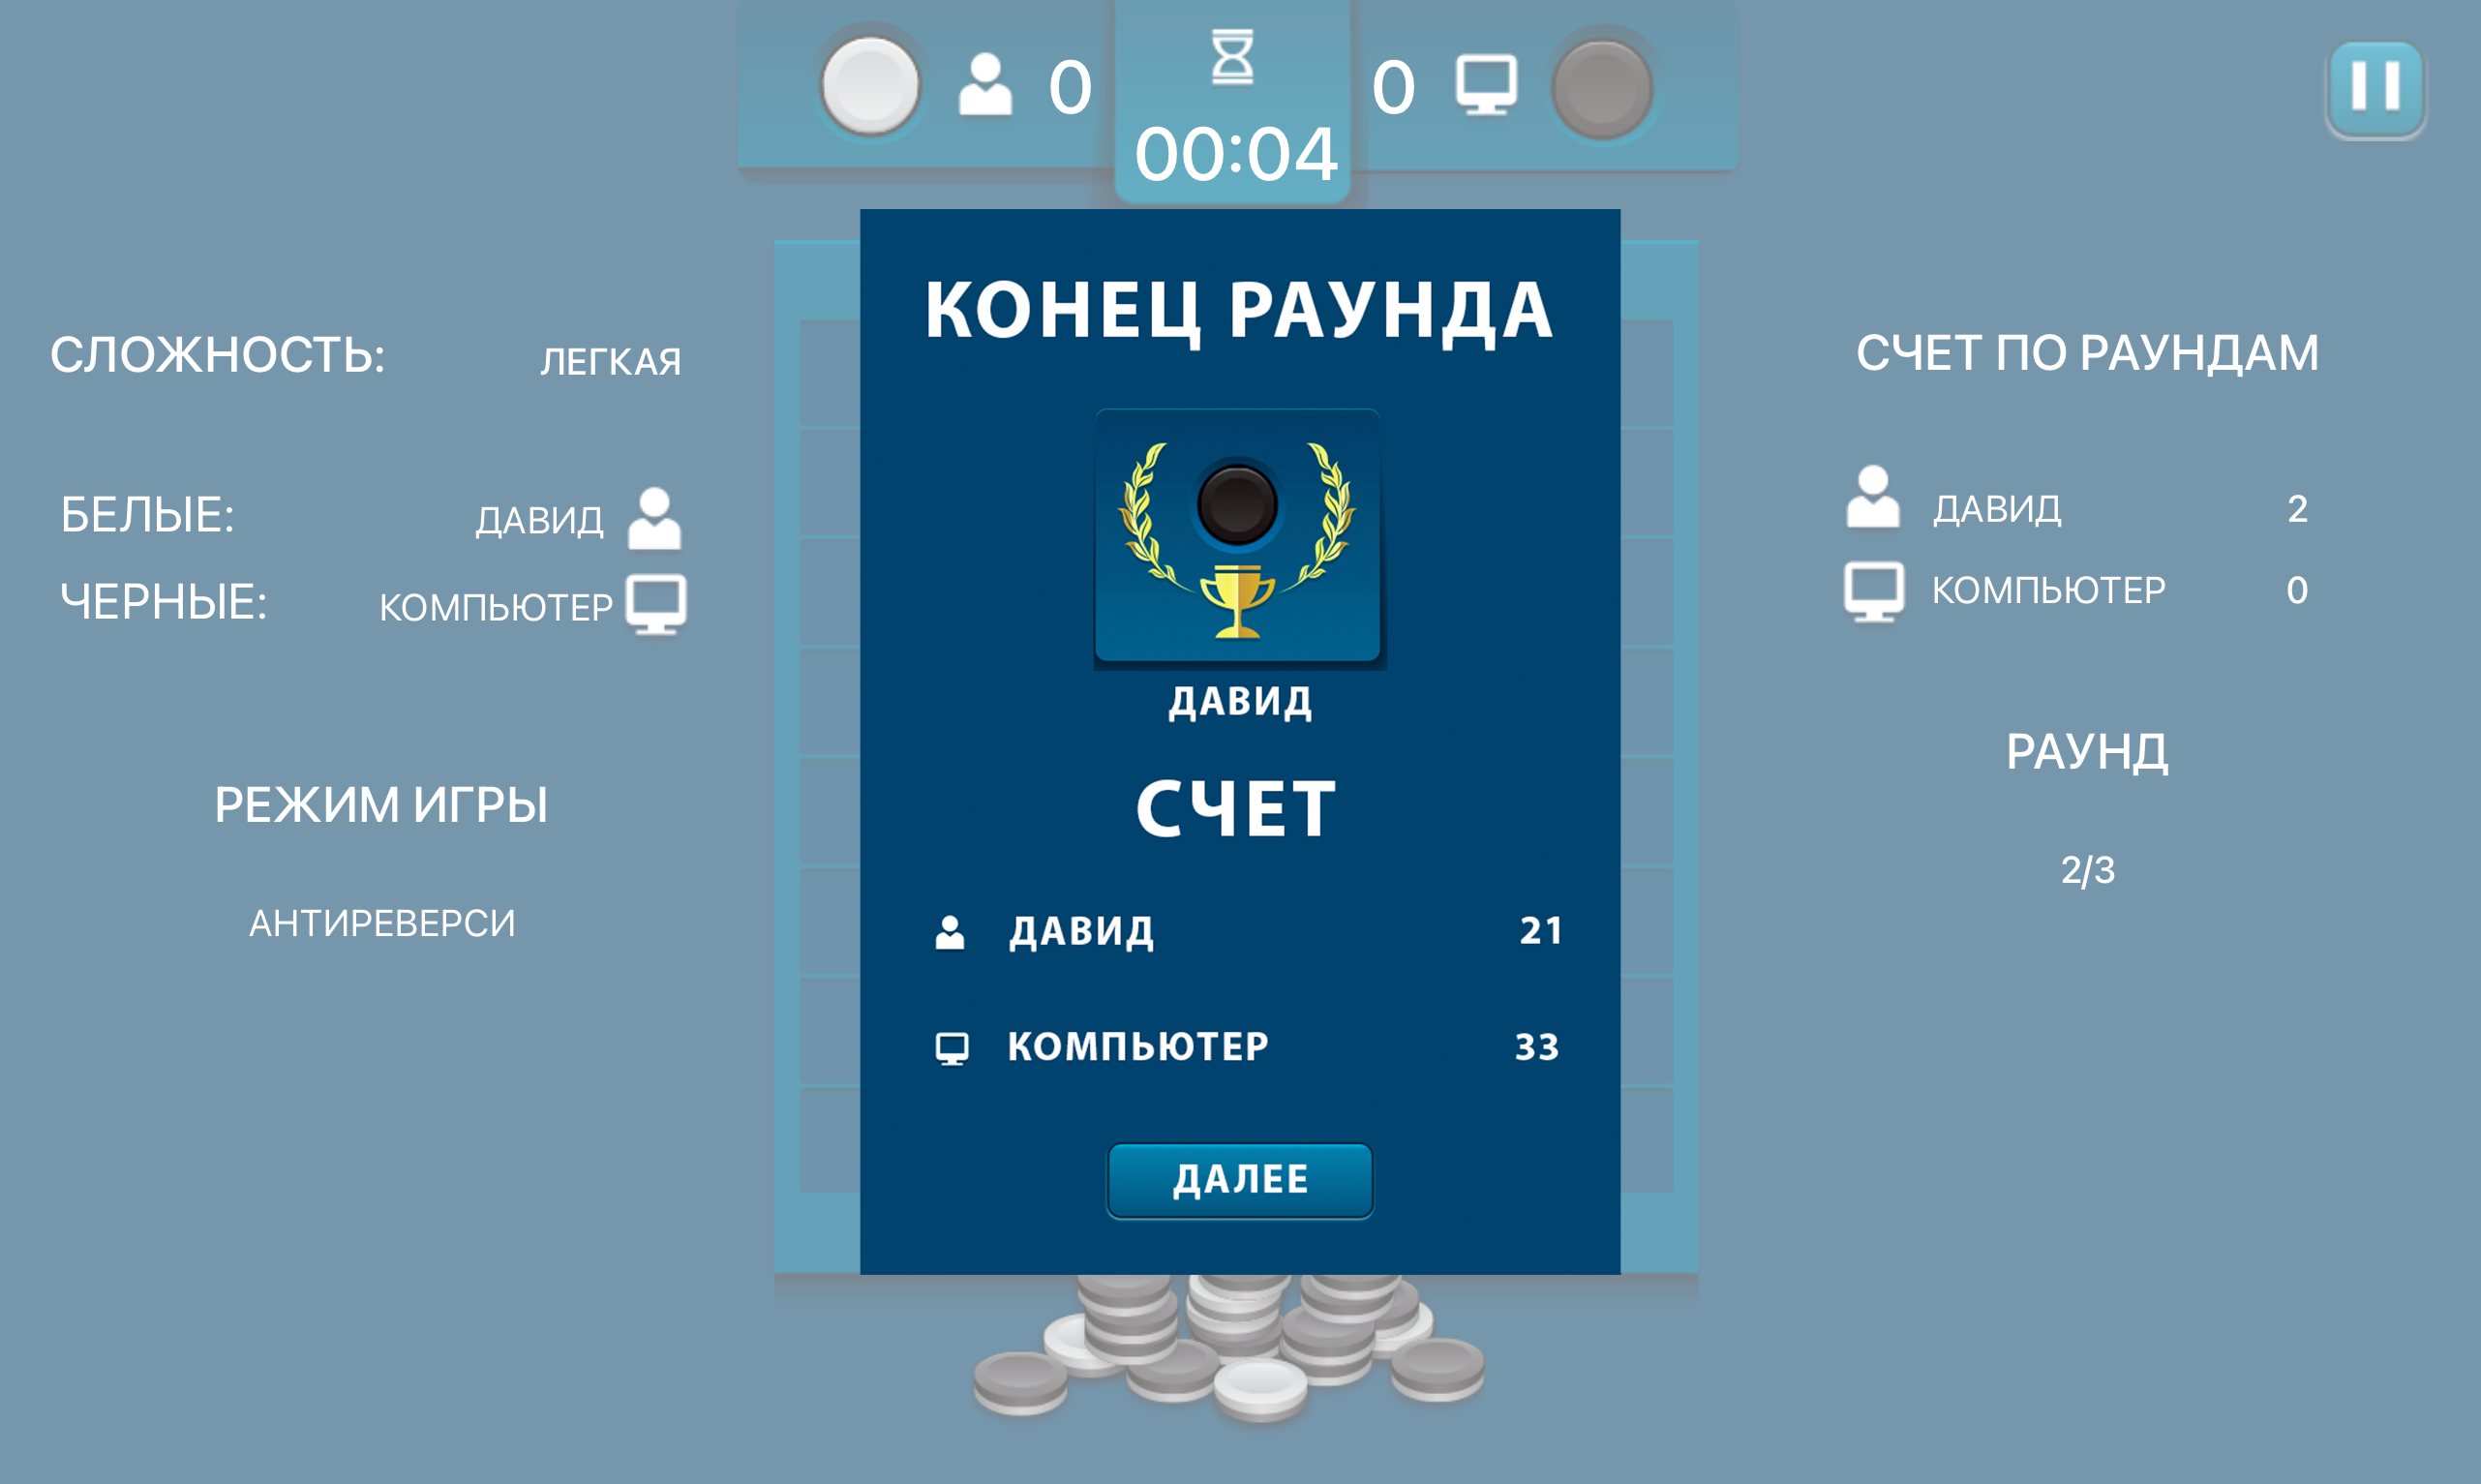 0
00:04
0
СЛОЖНОСТЬ: ЛЕГКАЯ
БЕЛЫЕ: ДАВИД
ЧЕРНЫЕ: КОМПЬЮТЕР
РЕЖИМ ИГРЫ
АНТИРЕВЕРСИ
КОНЕЦ РАУНДА
ДАВИД
СЧЕТ
ДАВИД 21
КОМПЬЮТЕР 33
ДАЛЕЕ
СЧЕТ ПО РАУНДАМ
ДАВИД 2
КОМПЬЮТЕР 0
РАУНД
2/3